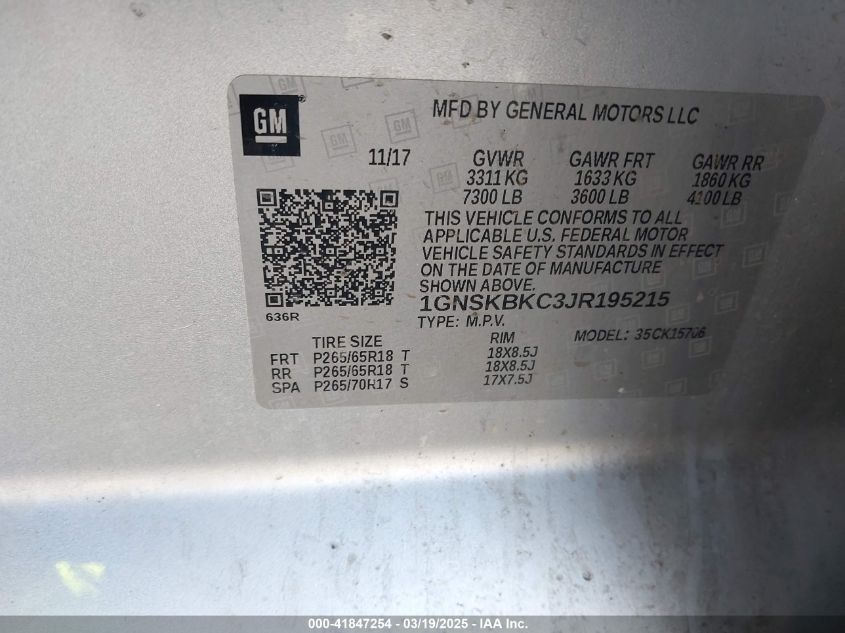 GM
MFD BY GENERAL MOTORS LLC
11/17
GVWR GAWR FRT GAWR RR
3311 KG 1633 KG 1860 KG
7300 LB 3600 LB 4100 LB
THIS VEHICLE CONFORMS TO ALL
APPLICABLE U.S. FEDERAL MOTOR
VEHICLE SAFETY STANDARDS IN EFFECT
ON THE DATE OF MANUFACTURE
SHOWN ABOVE.
1GNSKBKC3JR195215
636R
TYPE: M.P.V.
MODEL: 35CK15706
TIRE SIZE RIM
FRT P265/65R18 T 18X8.5J
RR P265/65R18 T 18X8.5J
SPA P265/70R17 S 17X7.5J
000-41847254 - 03/19/2025 - IAA Inc.